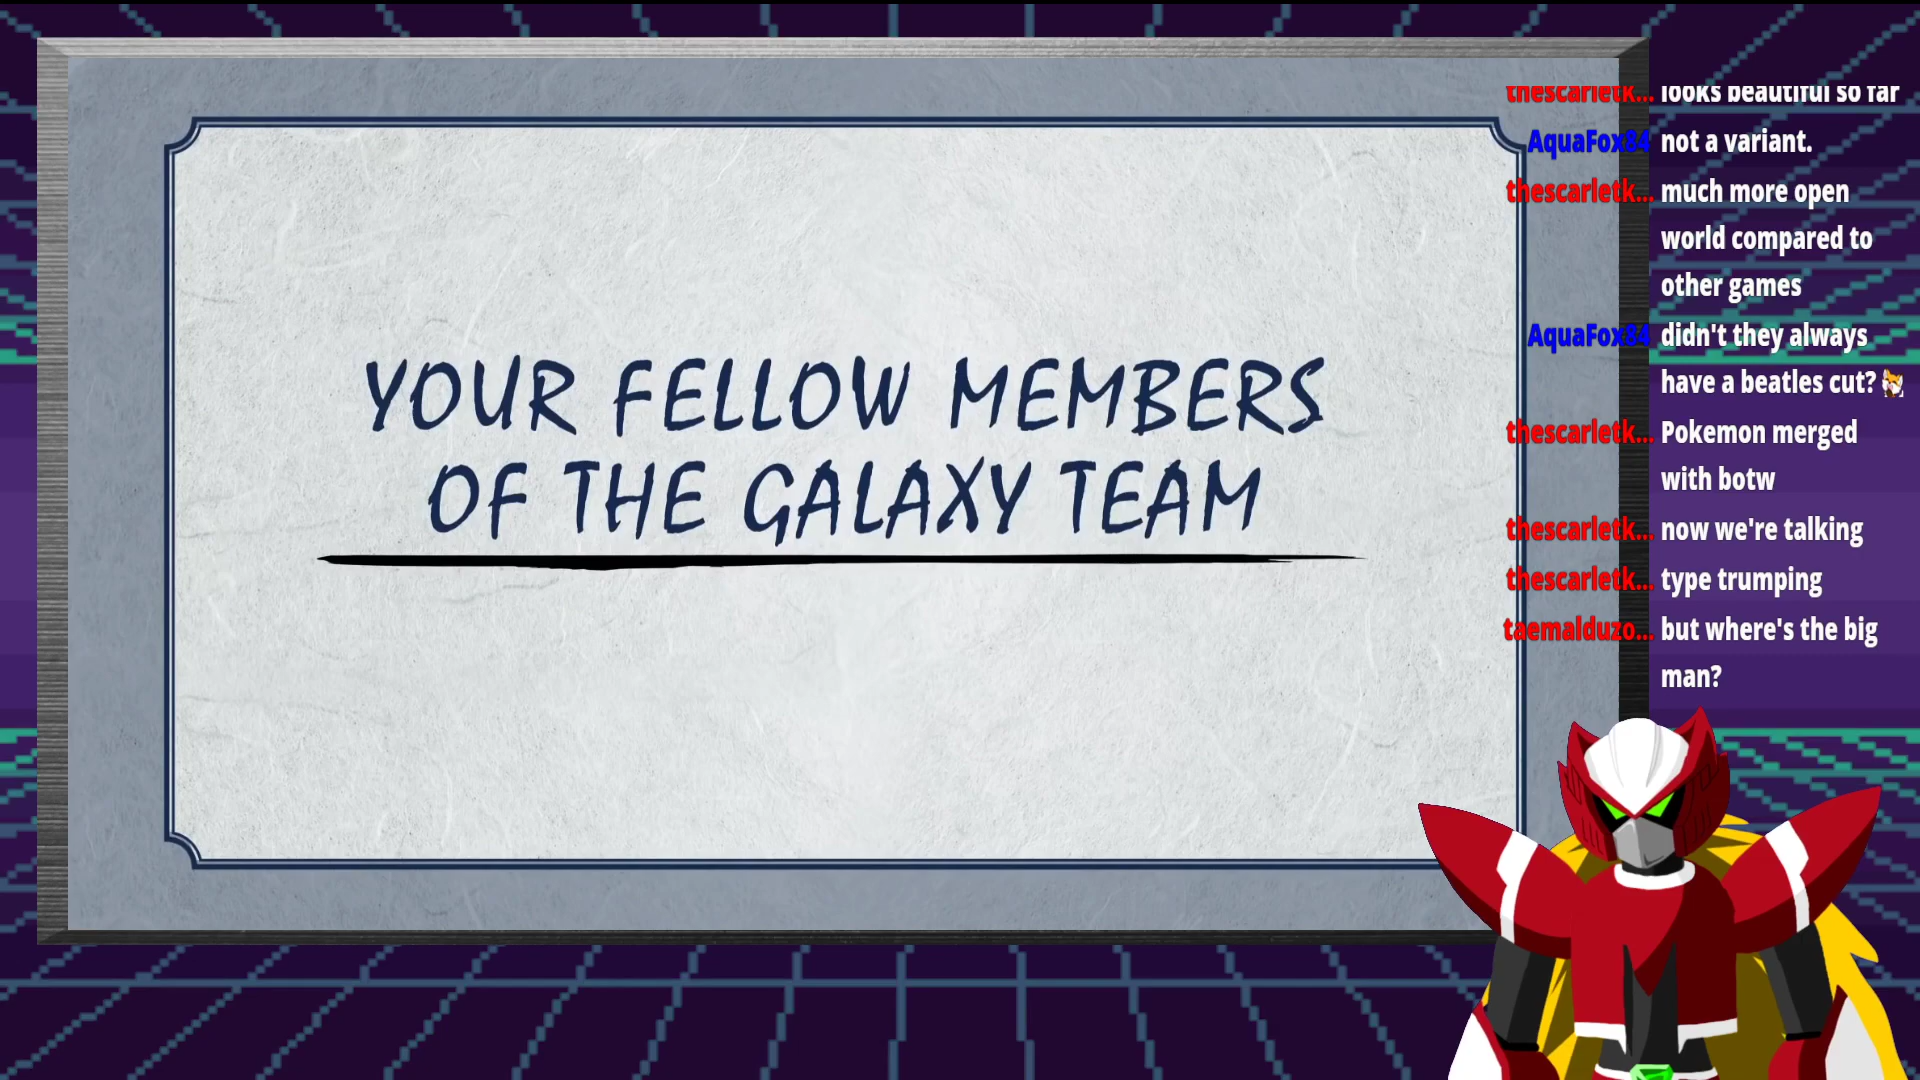 YOUR FELLOW MEMBERS
OF THE GALAXY TEAM
thescarletk... looks beautiful so far
AquaFox84 not a variant.
thescarletk... much more open
world compared to
other games
AquaFox84 didn't they always
have a beatles cut?
thescarletk... Pokemon merged
with botw
thescarletk... now we're talking
thescarletk... type trumping
taemalduzo... but where's the big
man?